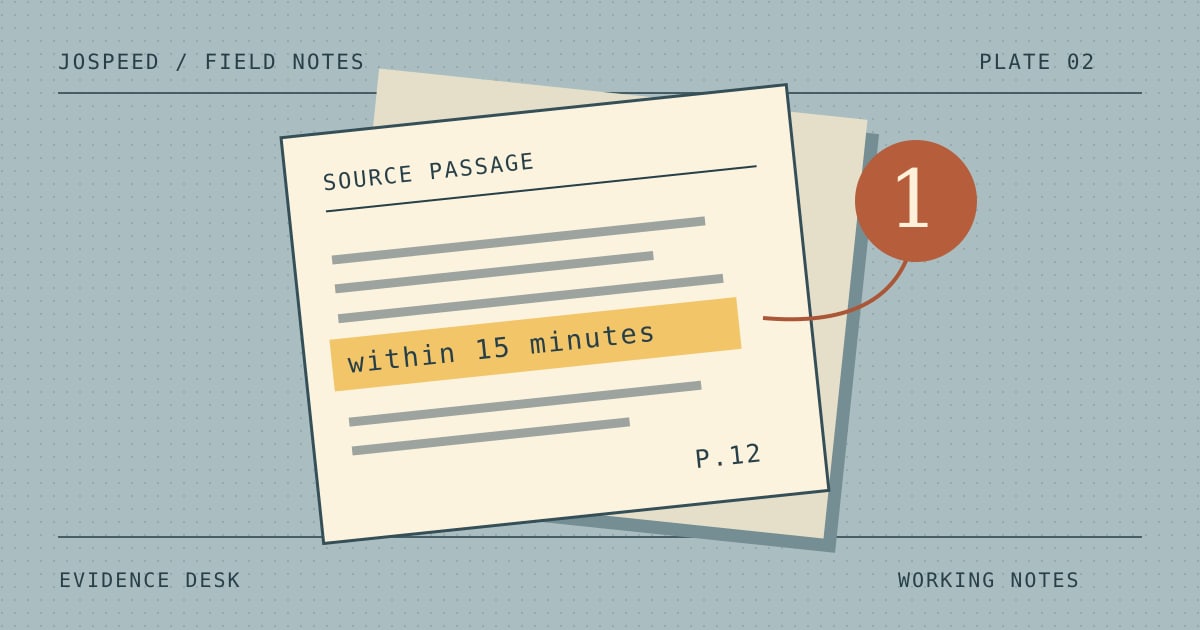 JOSPEED / FIELD NOTES
PLATE 02
SOURCE PASSAGE
within 15 minutes
1
P.12
EVIDENCE DESK
WORKING NOTES